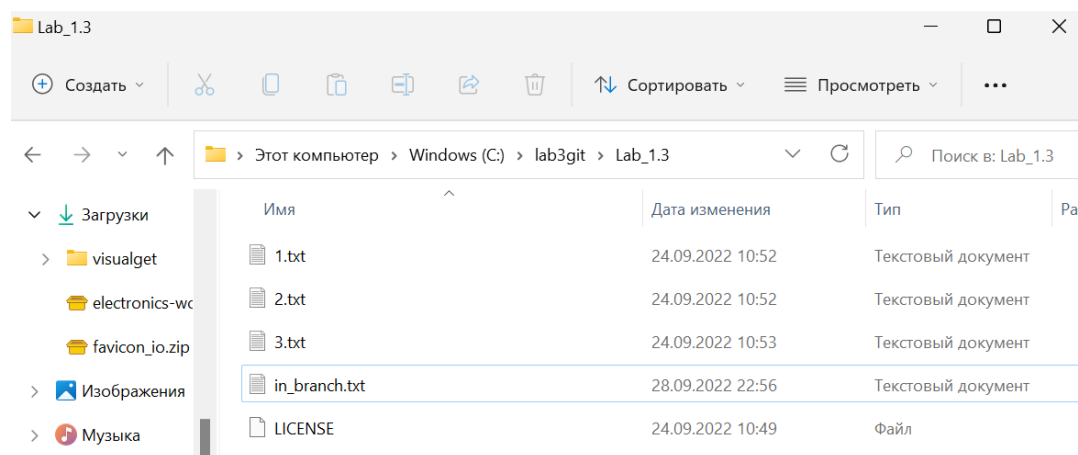 Lab_1.3
Создать Сортировать Просмотреть
Этот компьютер Windows (C:) lab3git Lab_1.3 Поиск в: Lab_1.3
Загрузки
visualget
electronics-wo
favicon_io.zip
Изображения
Музыка
Имя Дата изменения Тип Ра
1.txt 24.09.2022 10:52 Текстовый документ
2.txt 24.09.2022 10:52 Текстовый документ
3.txt 24.09.2022 10:53 Текстовый документ
in_branch.txt 28.09.2022 22:56 Текстовый документ
LICENSE 24.09.2022 10:49 Файл